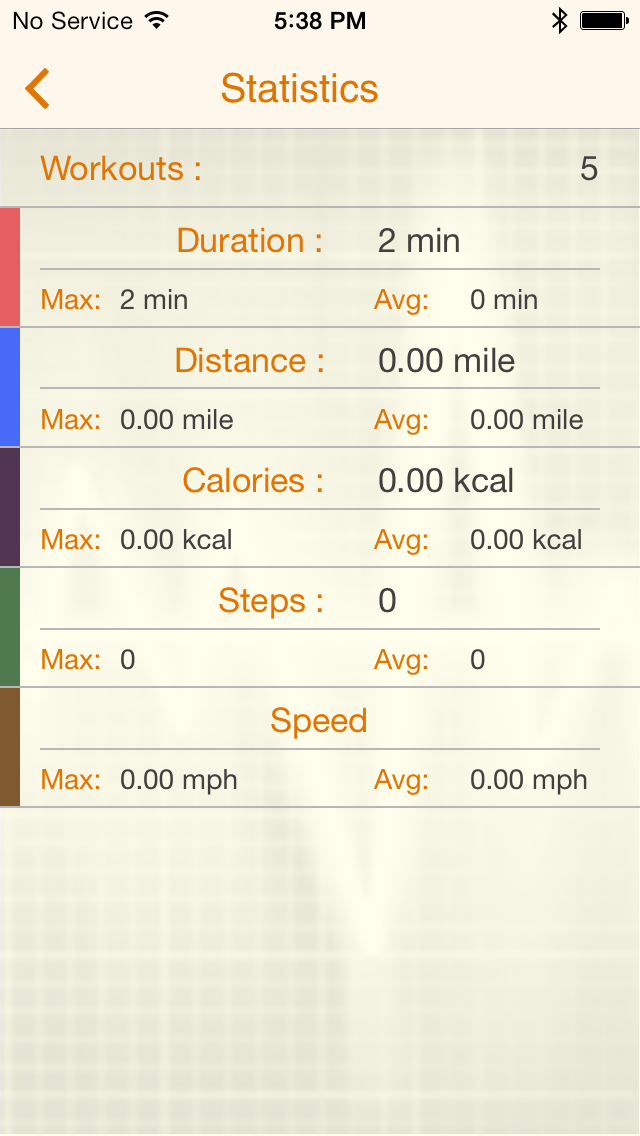 No Service 5:38 PM
Statistics
Workouts : 5
Duration : 2 min
Max: 2 min Avg: 0 min
Distance : 0.00 mile
Max: 0.00 mile Avg: 0.00 mile
Calories : 0.00 kcal
Max: 0.00 kcal Avg: 0.00 kcal
Steps : 0
Max: 0 Avg: 0
Speed
Max: 0.00 mph Avg: 0.00 mph